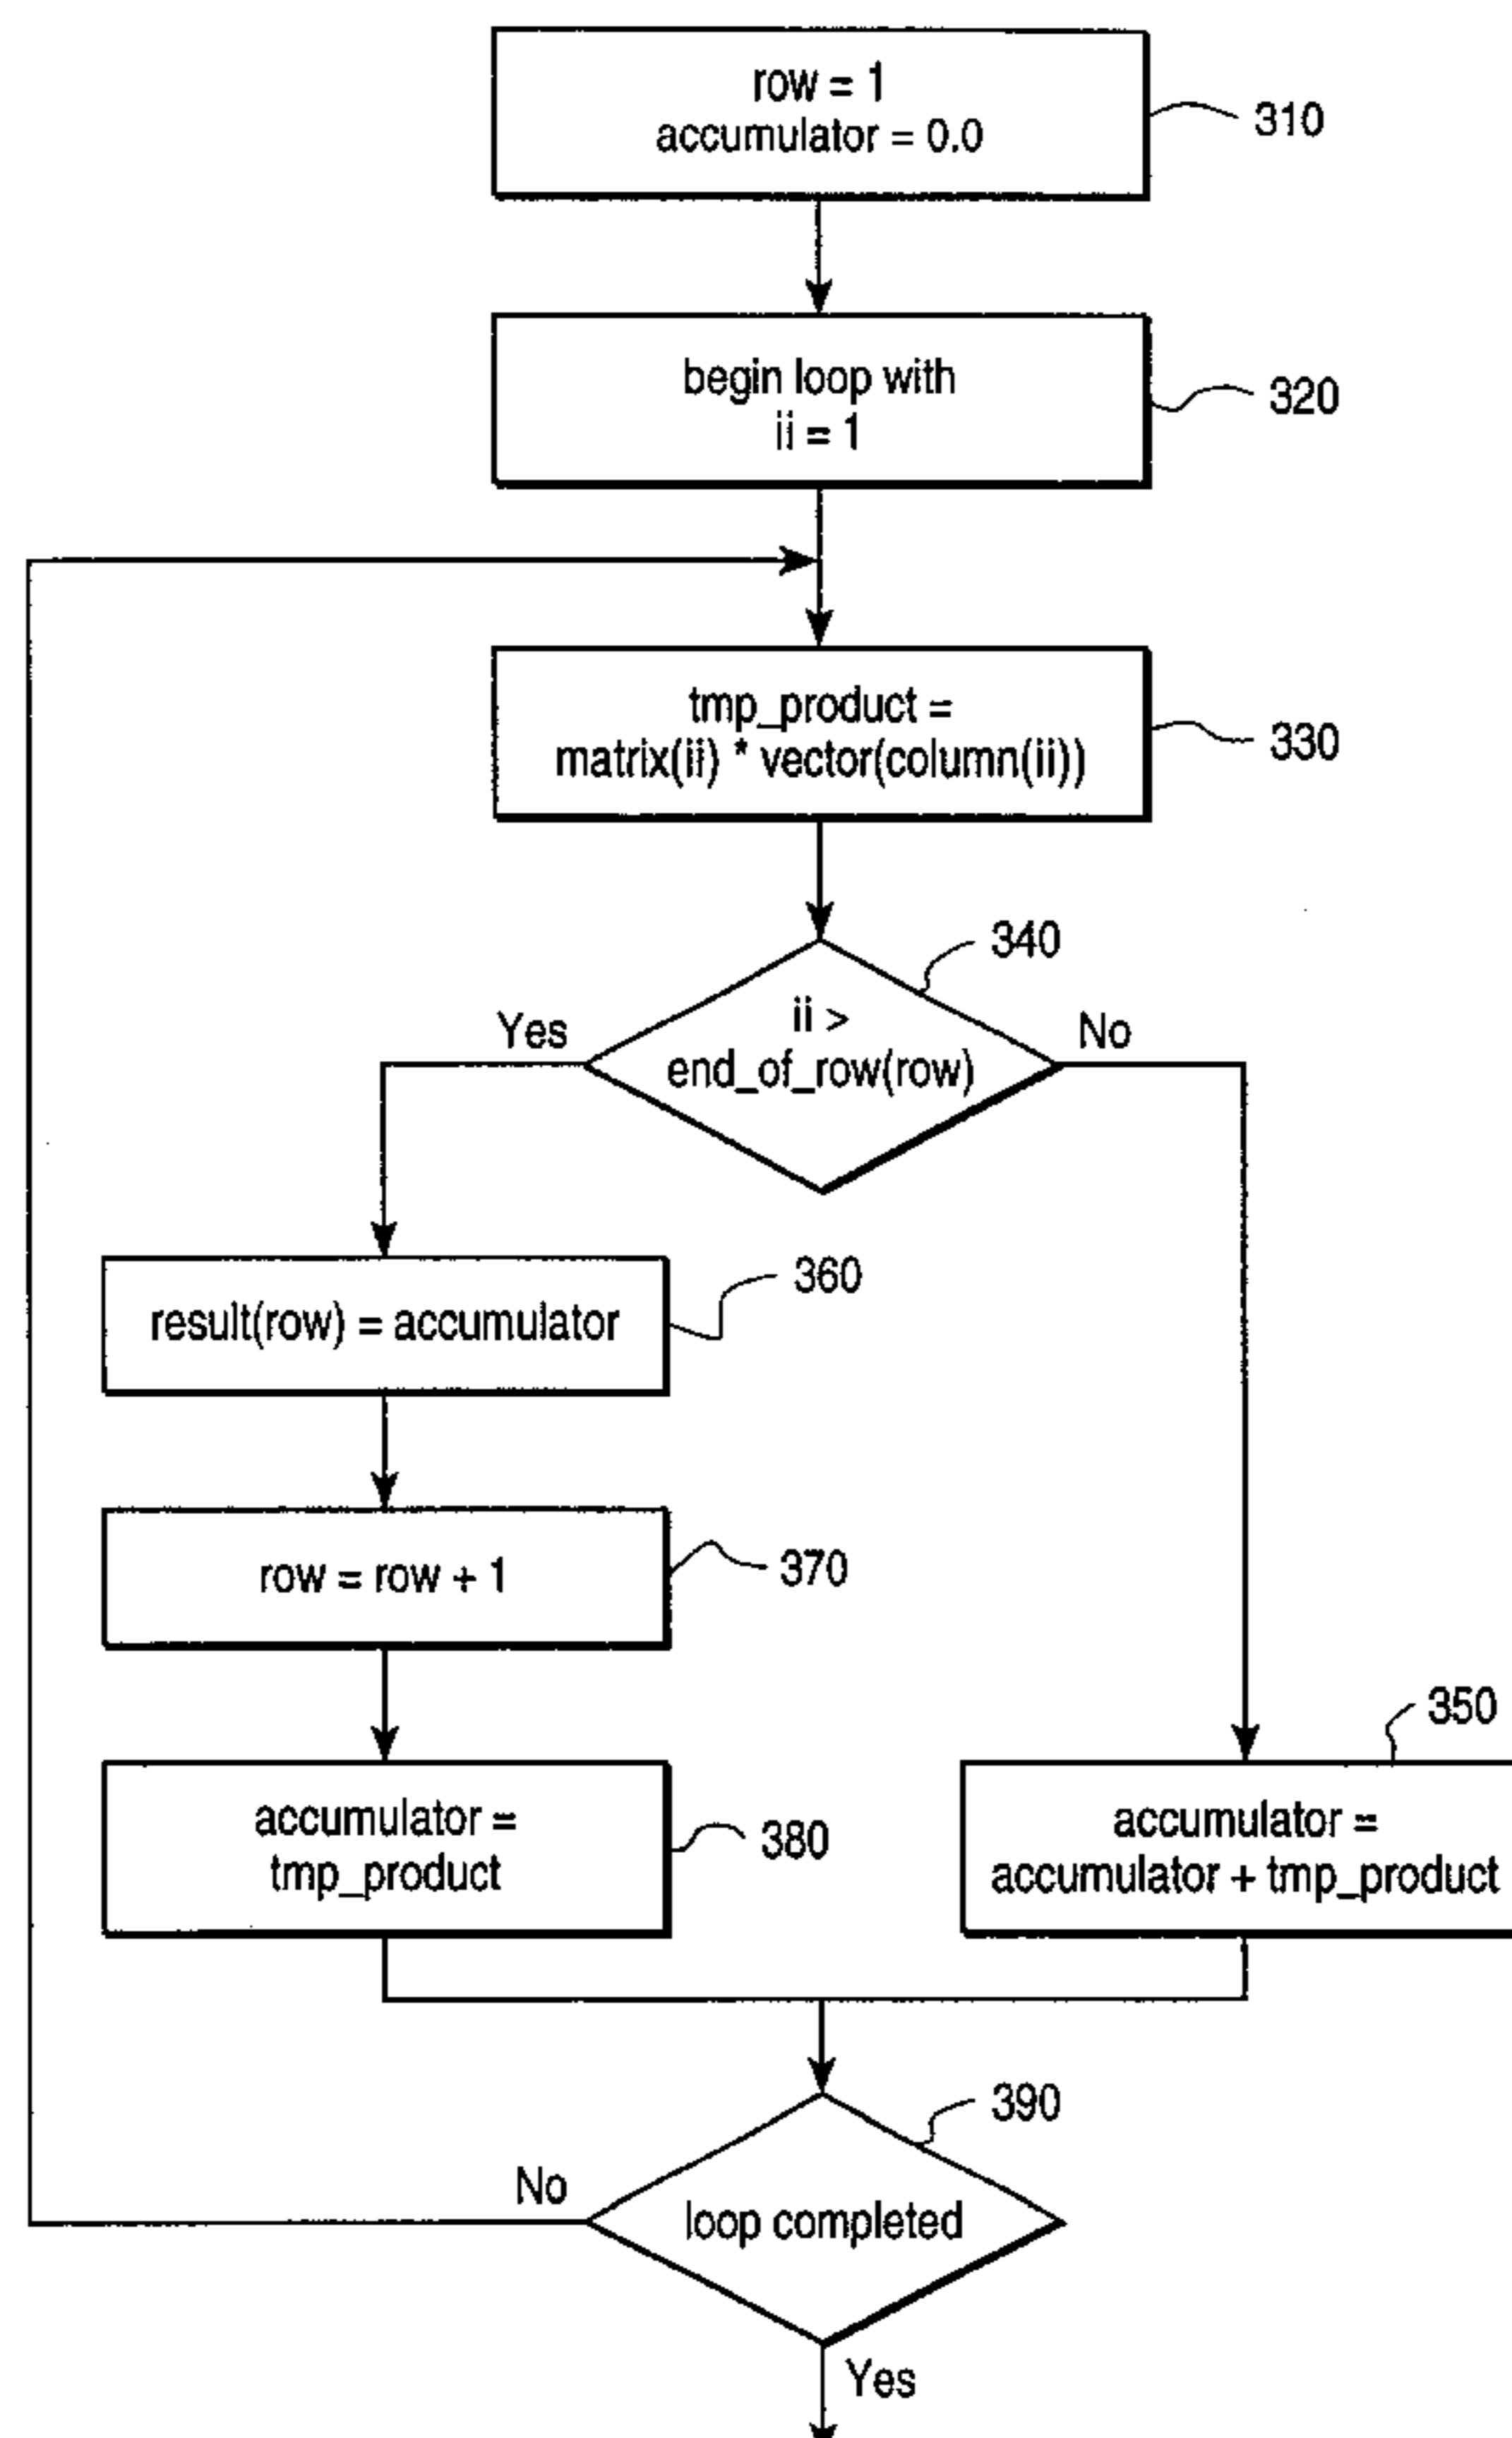 row = 1
accumulator = 0.0
310
begin loop with
ii = 1
320
tmp_product =
matrix(ii) * vector(column(ii))
330
340
ii >
end_of_row(row)
Yes
No
result(row) = accumulator
360
row = row + 1
370
accumulator =
tmp_product
380
350
accumulator =
accumulator + tmp_product
390
loop completed
No
Yes